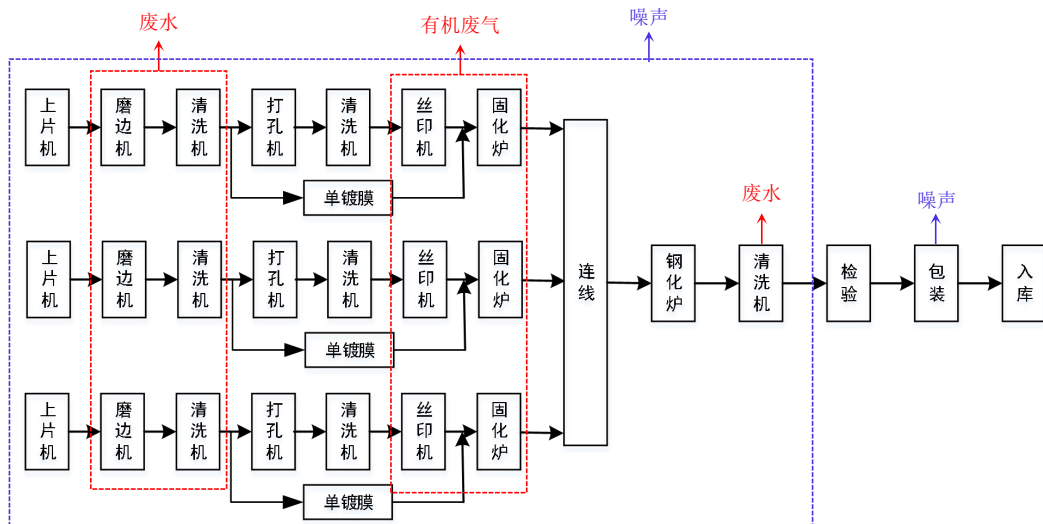 噪声
废水
有机废气
上片机
磨边机
清洗机
打孔机
清洗机
丝印机
固化炉
单镀膜
上片机
磨边机
清洗机
打孔机
清洗机
丝印机
固化炉
单镀膜
上片机
磨边机
清洗机
打孔机
清洗机
丝印机
固化炉
单镀膜
连线
钢化炉
废水
清洗机
检验
噪声
包装
入库